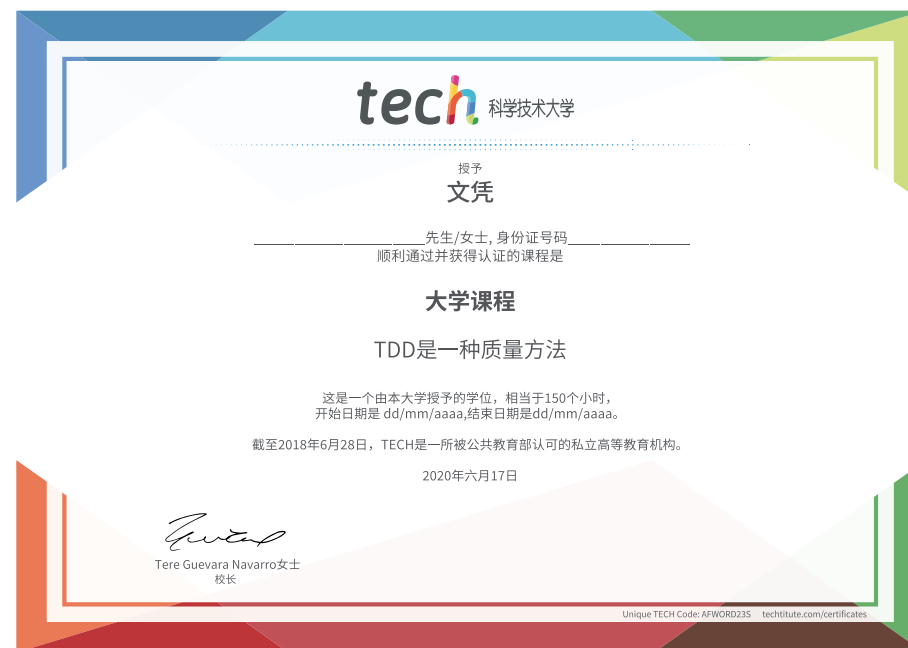 tech 科学技术大学
授予
文凭
______________________先生/女士, 身份证号码________________
顺利通过并获得认证的课程是
大学课程
TDD是一种质量方法
这是一个由本大学授予的学位，相当于150个小时，
开始日期是 dd/mm/aaaa,结束日期是dd/mm/aaaa。
截至2018年6月28日，TECH是一所被公共教育部认可的私立高等教育机构。
2020年六月17日
Tere Guevara Navarro女士
校长
Unique TECH Code: AFWORD23S techtitute.com/certificates